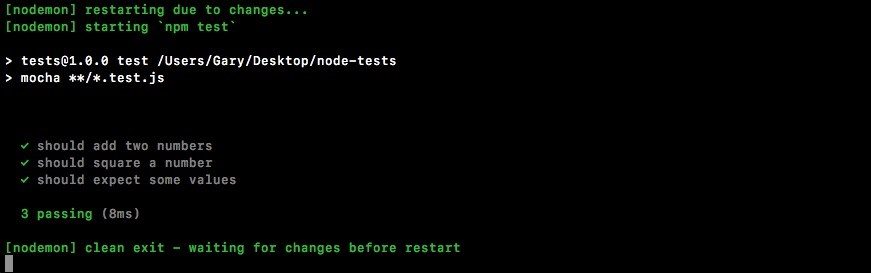 [nodemon] restarting due to changes...
[nodemon] starting `npm test`
> tests@1.0.0 test /Users/Gary/Desktop/node-tests
> mocha **/*.test.js
✓ should add two numbers
✓ should square a number
✓ should expect some values
3 passing (8ms)
[nodemon] clean exit – waiting for changes before restart